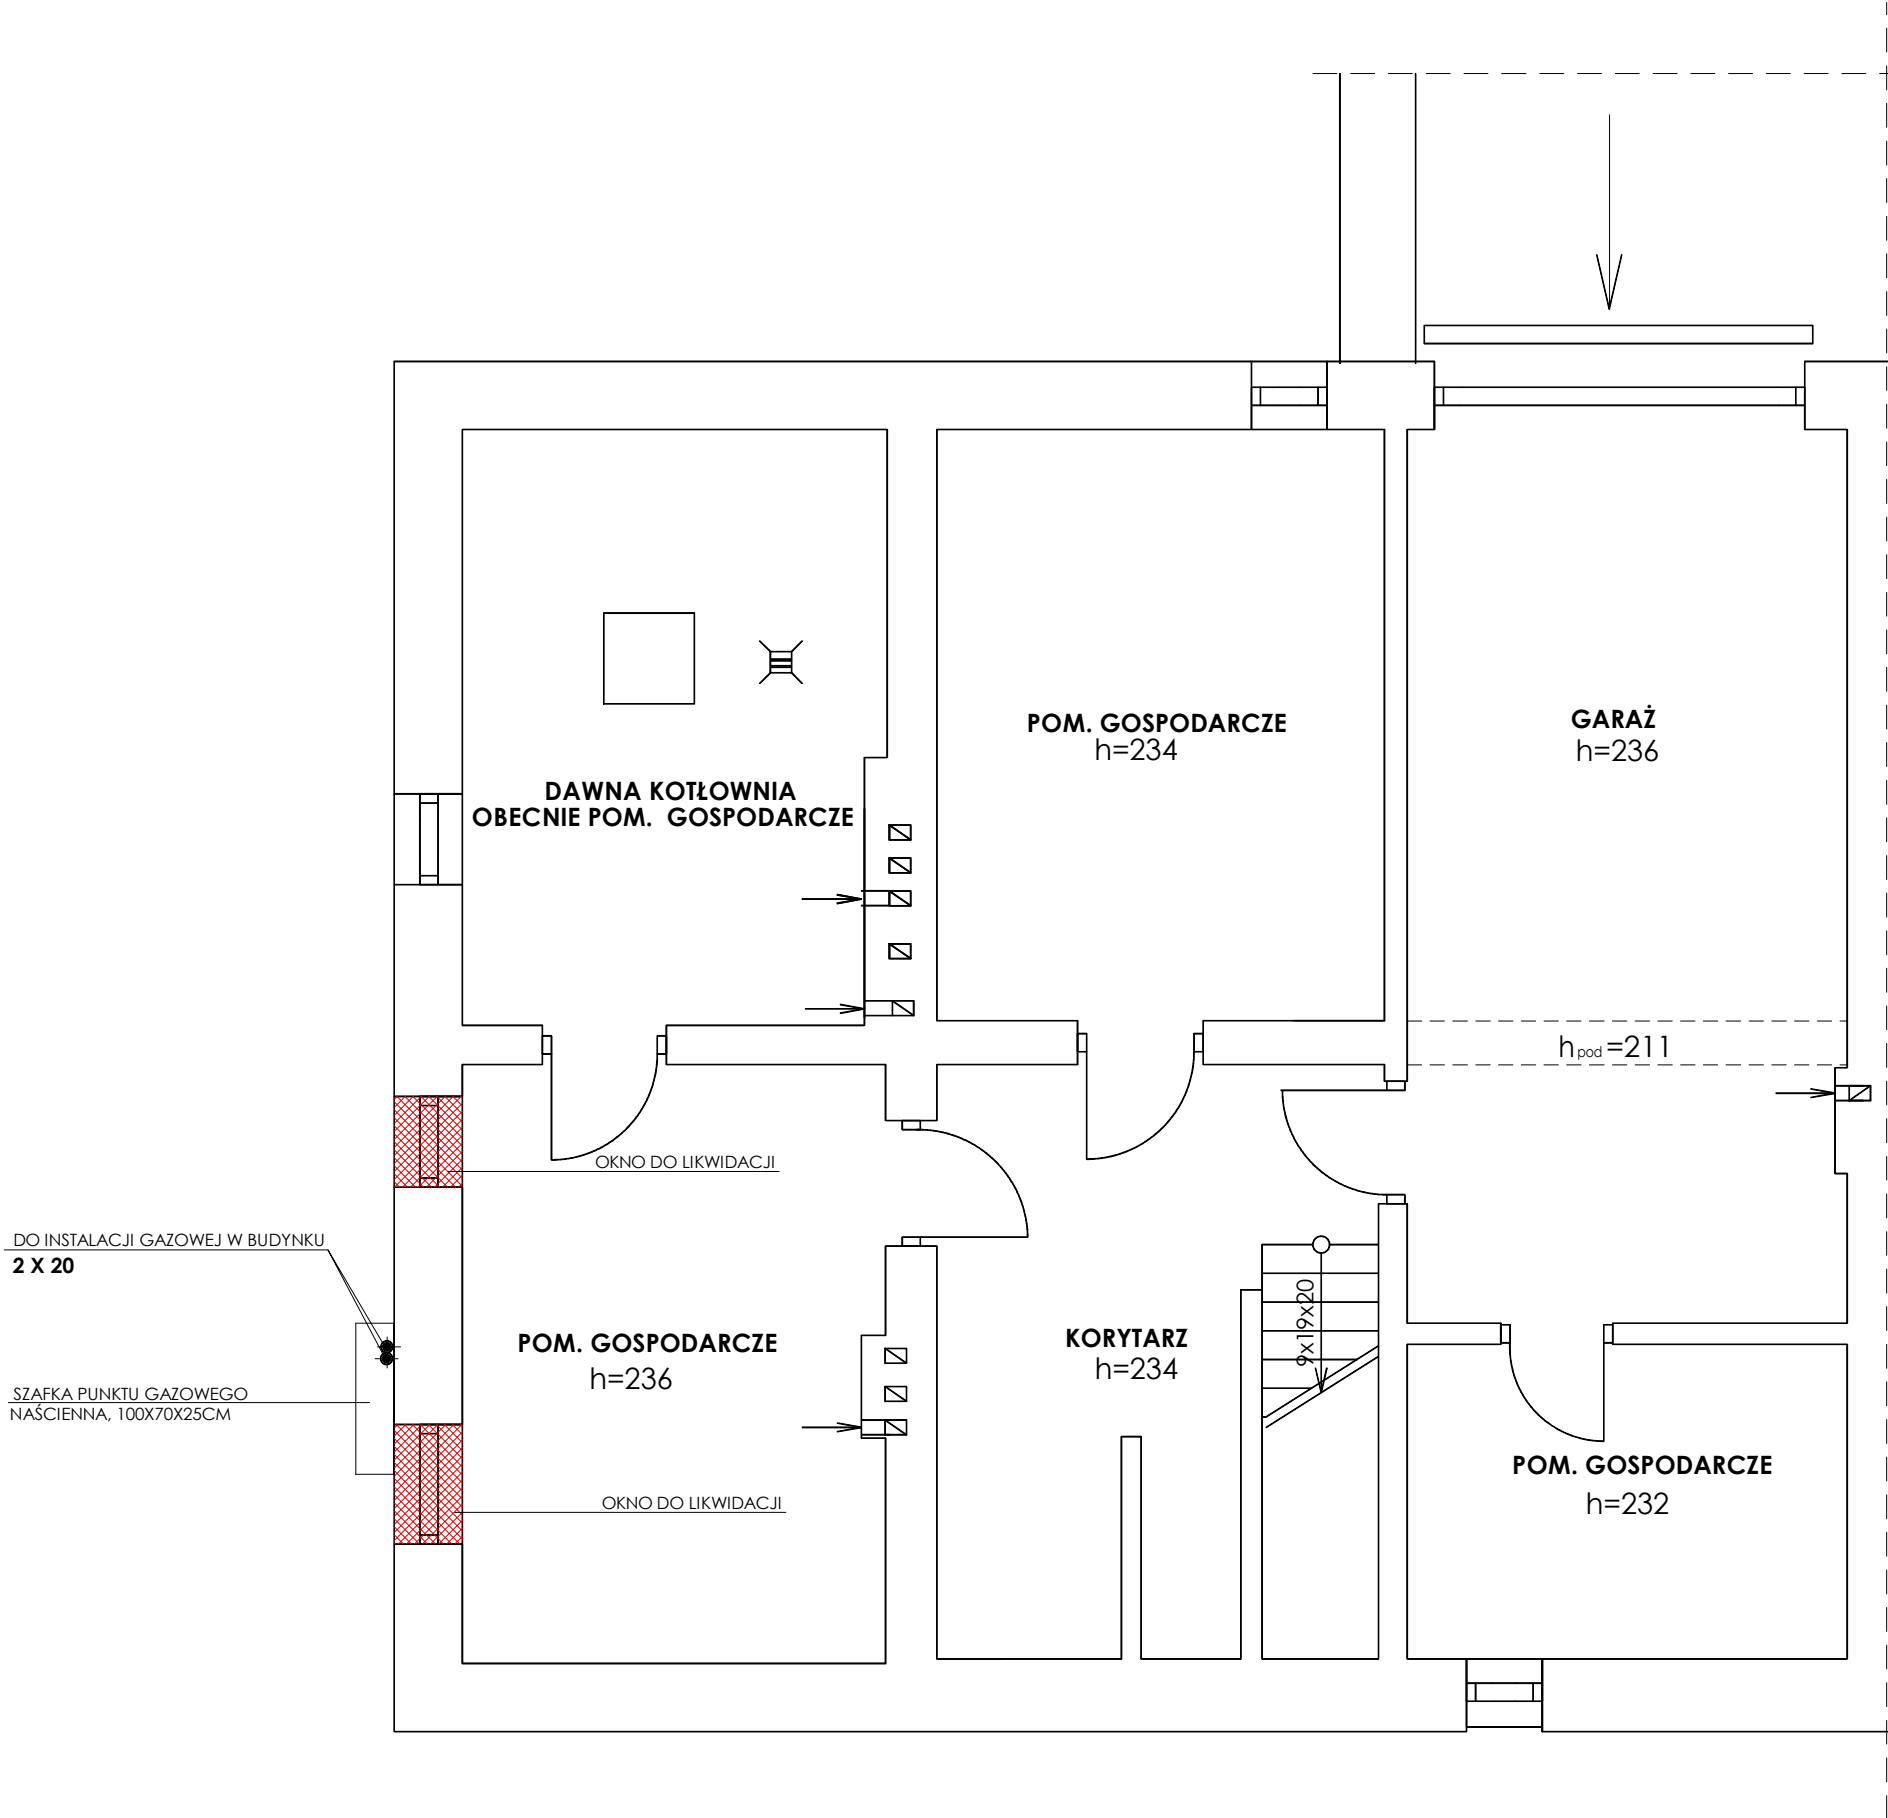 POM. GOSPODARCZE
h=234
GARAŻ
h=236
DAWNA KOTŁOWNIA
OBECNIE POM. GOSPODARCZE
hpod=211
OKNO DO LIKWIDACJI
DO INSTALACJI GAZOWEJ W BUDYNKU
2 X 20
POM. GOSPODARCZE
h=236
KORYTARZ
h=234
9x19x20
SZAFKA PUNKTU GAZOWEGO
NAŚCIENNA, 100X70X25CM
POM. GOSPODARCZE
h=232
OKNO DO LIKWIDACJI